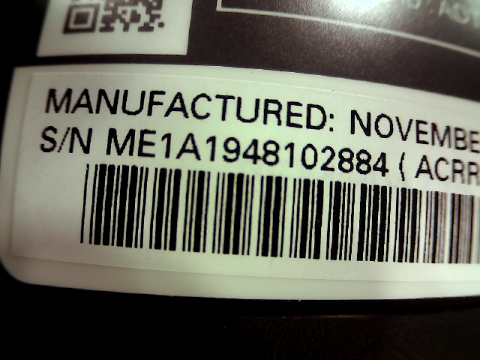 MANUFACTURED: NOVEMBE
S/N ME1A1948102884 ( ACRR